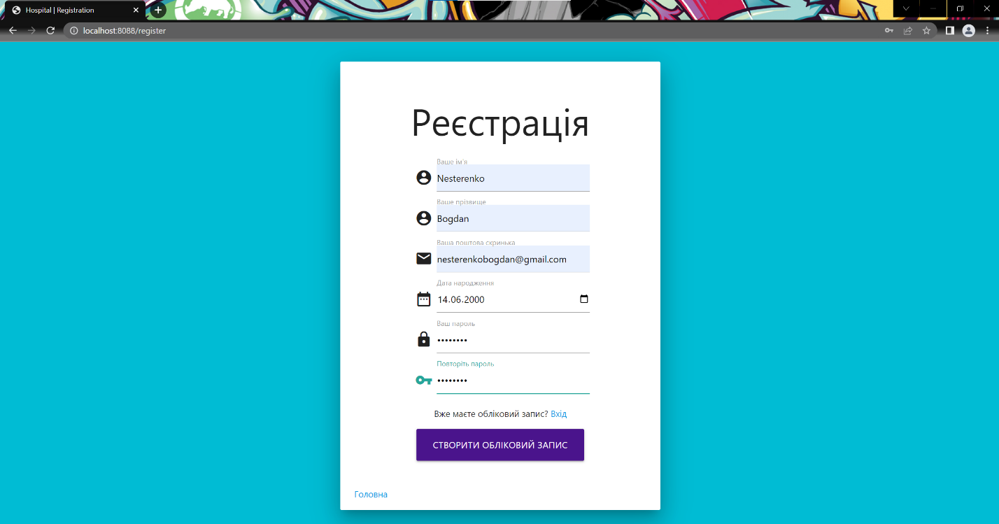 Hospital | Registration
localhost:8088/register
Реєстрація
Ваше ім'я
Nesterenko
Ваше прізвище
Bogdan
Ваша поштова скринька
nesterenkobogdan@gmail.com
Дата народження
14.06.2000
Ваш пароль
••••••••
Повторіть пароль
••••••••
Вже маєте обліковий запис? Вхід
СТВОРИТИ ОБЛІКОВИЙ ЗАПИС
Головна